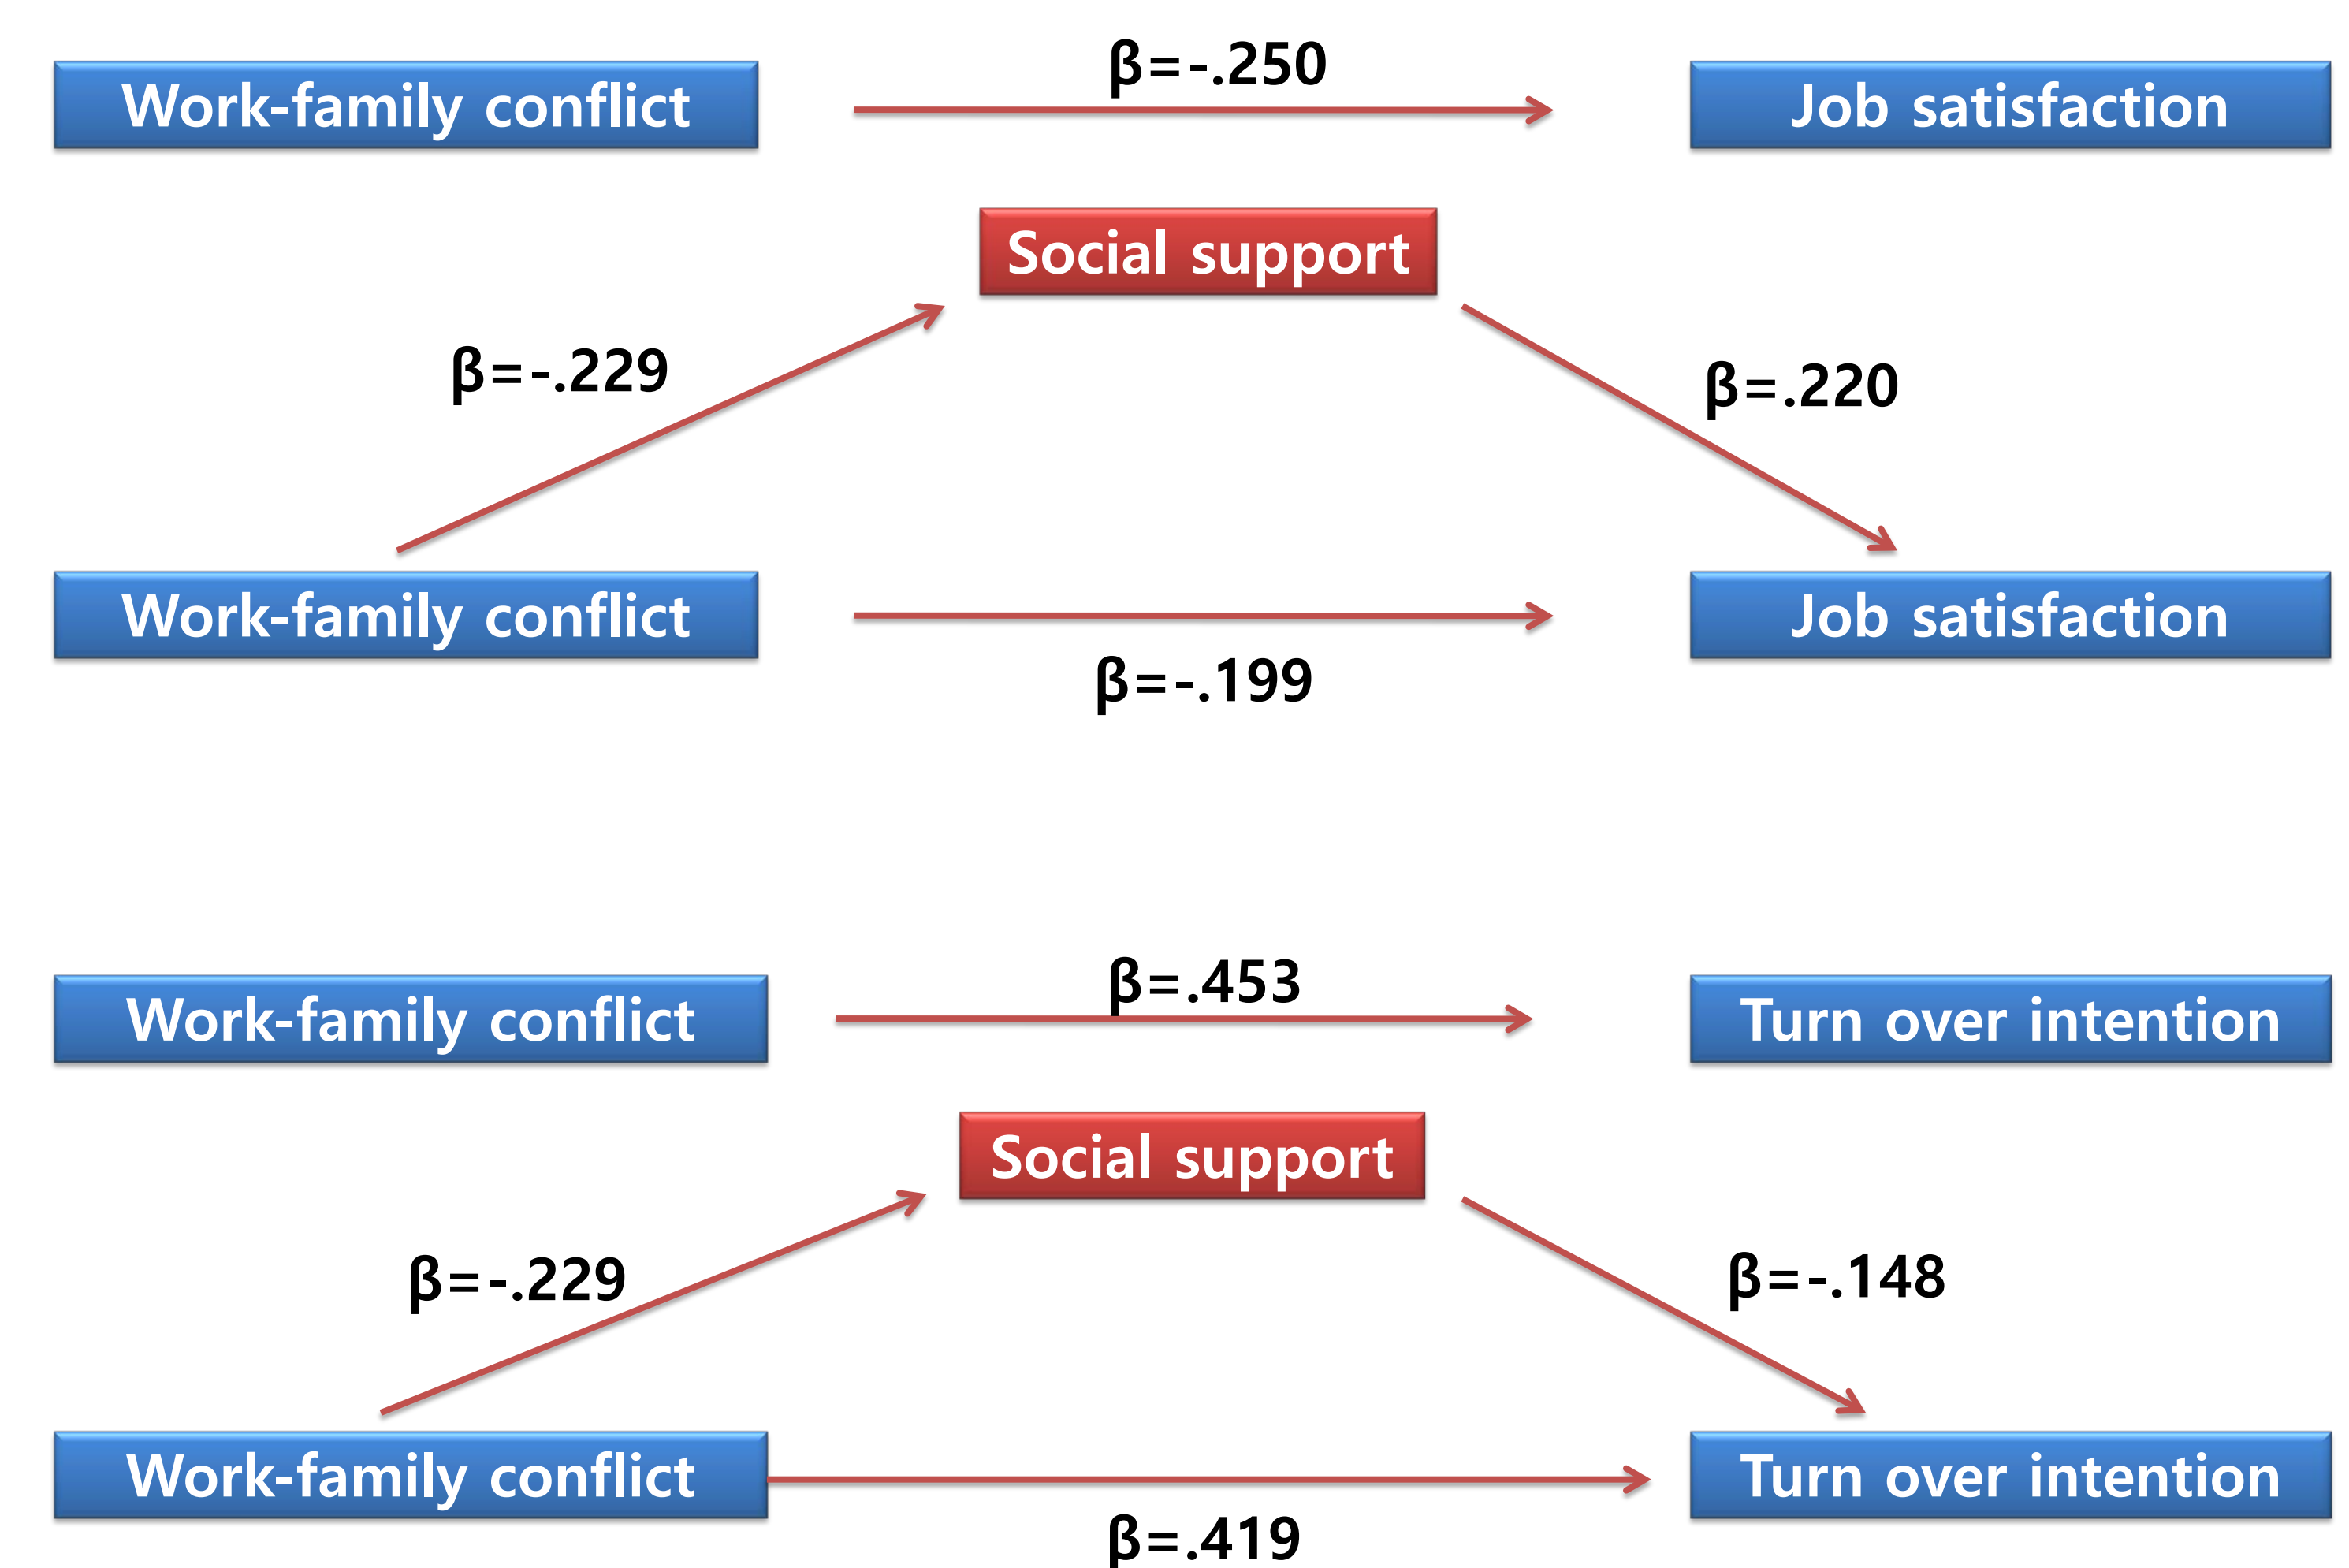 β=-.250
Work-family conflict
Job satisfaction
Social support
β=-.229
β=.220
Work-family conflict
Job satisfaction
β=-.199
β=.453
Work-family conflict
Turn over intention
Social support
β=-.229
β=-.148
Work-family conflict
Turn over intention
β=.419